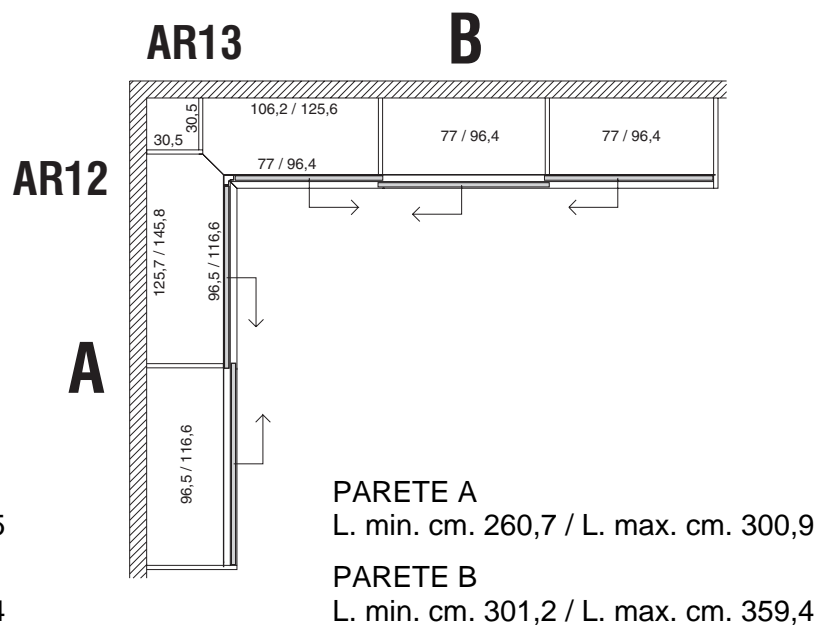 AR13
B
106,2 / 125,6
30,5
30,5
77 / 96,4
77 / 96,4
77 / 96,4
AR12
125,7 / 145,8
96,5 / 116,6
A
96,5 / 116,6
PARETE A
5
L. min. cm. 260,7 / L. max. cm. 300,9
PARETE B
4
L. min. cm. 301,2 / L. max. cm. 359,4